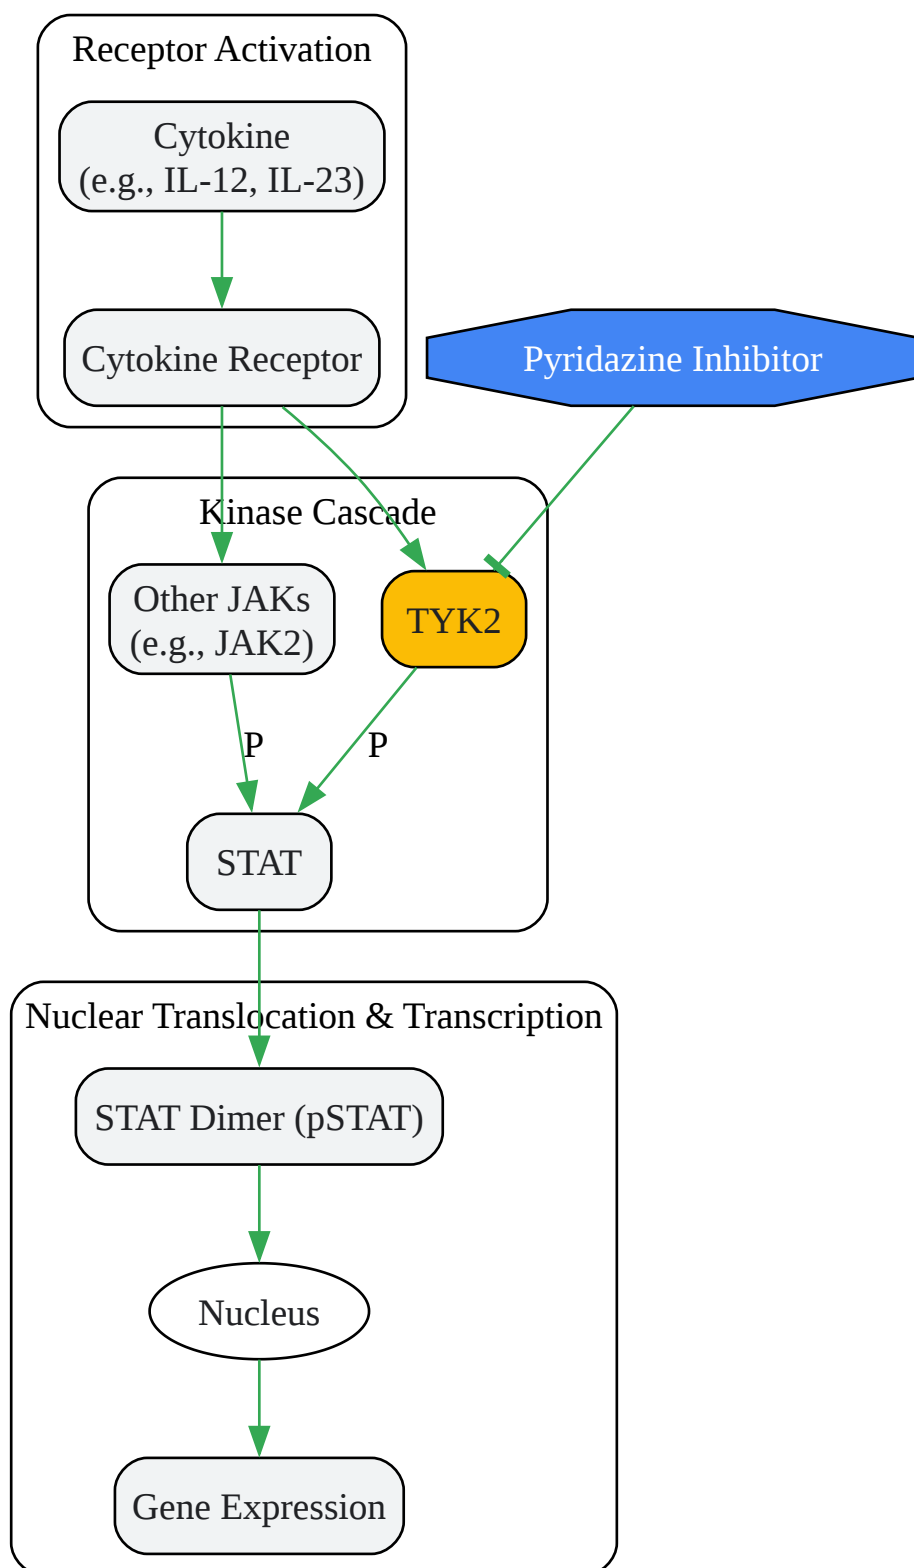 Receptor Activation
Cytokine
(e.g., IL-12, IL-23)
Cytokine Receptor
Pyridazine Inhibitor
Kinase Cascade
Other JAKs
(e.g., JAK2)
TYK2
P
P
STAT
Nuclear Translocation & Transcription
STAT Dimer (pSTAT)
Nucleus
Gene Expression